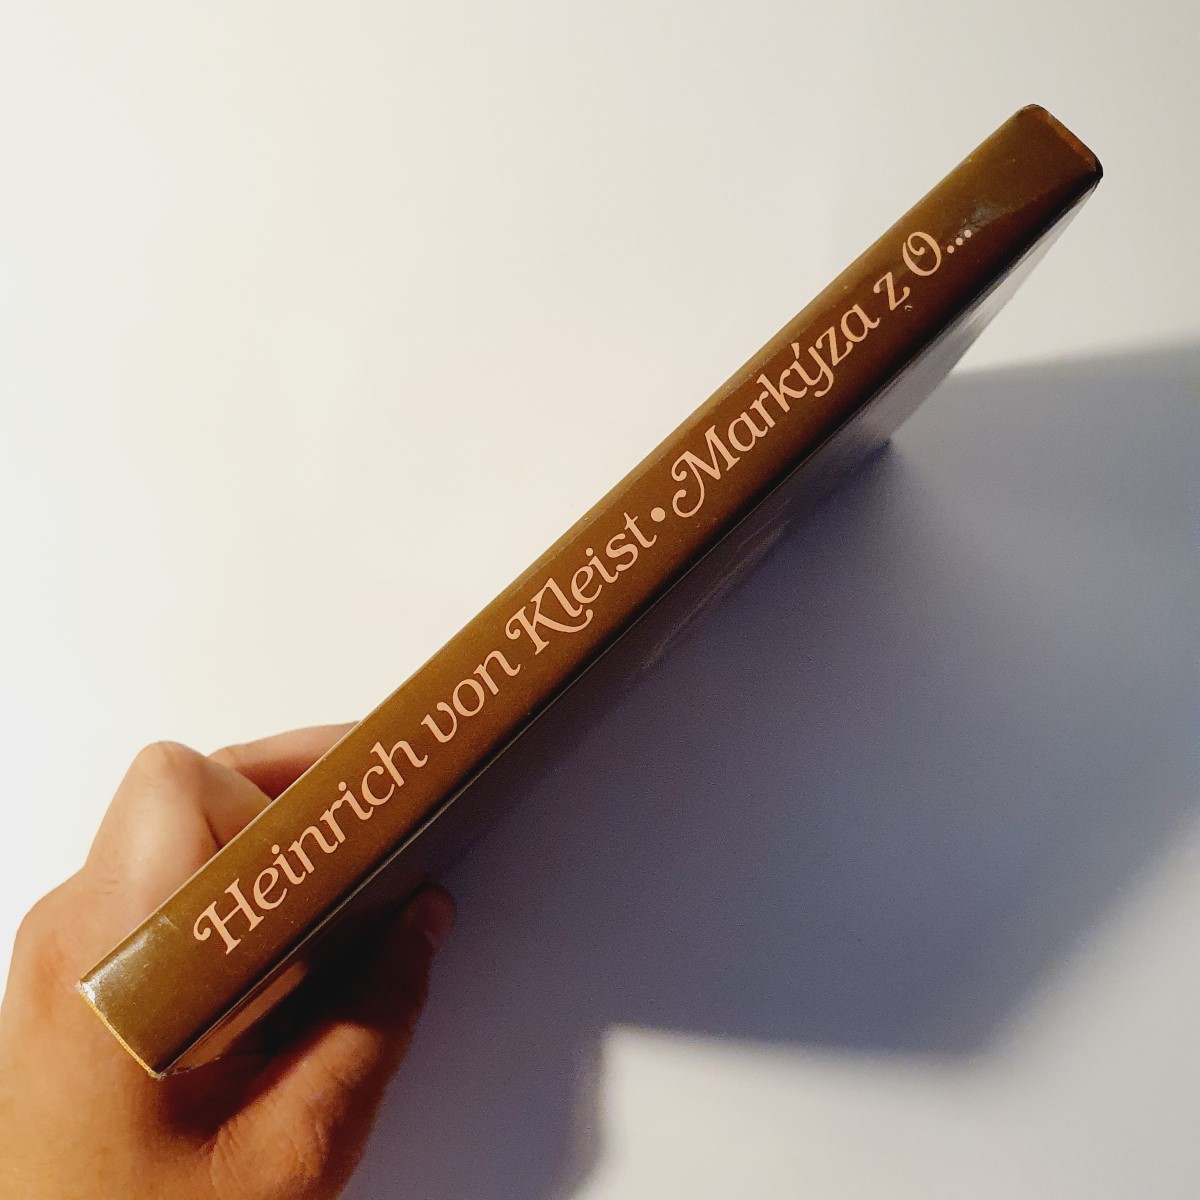 Heinrich von Kleist • Markýza z O...